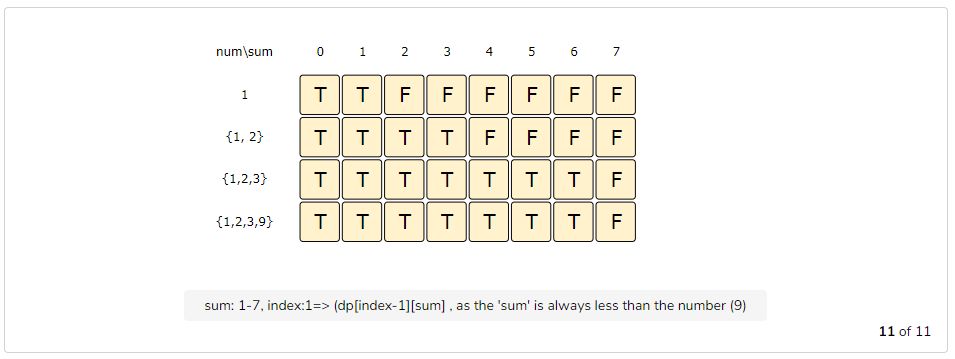 num\sum 0 1 2 3 4 5 6 7
1 T T F F F F F F
{1, 2} T T T T F F F F
{1,2,3} T T T T T T T F
{1,2,3,9} T T T T T T T F
sum: 1-7, index:1=> (dp[index-1][sum] , as the 'sum' is always less than the number (9)
11 of 11